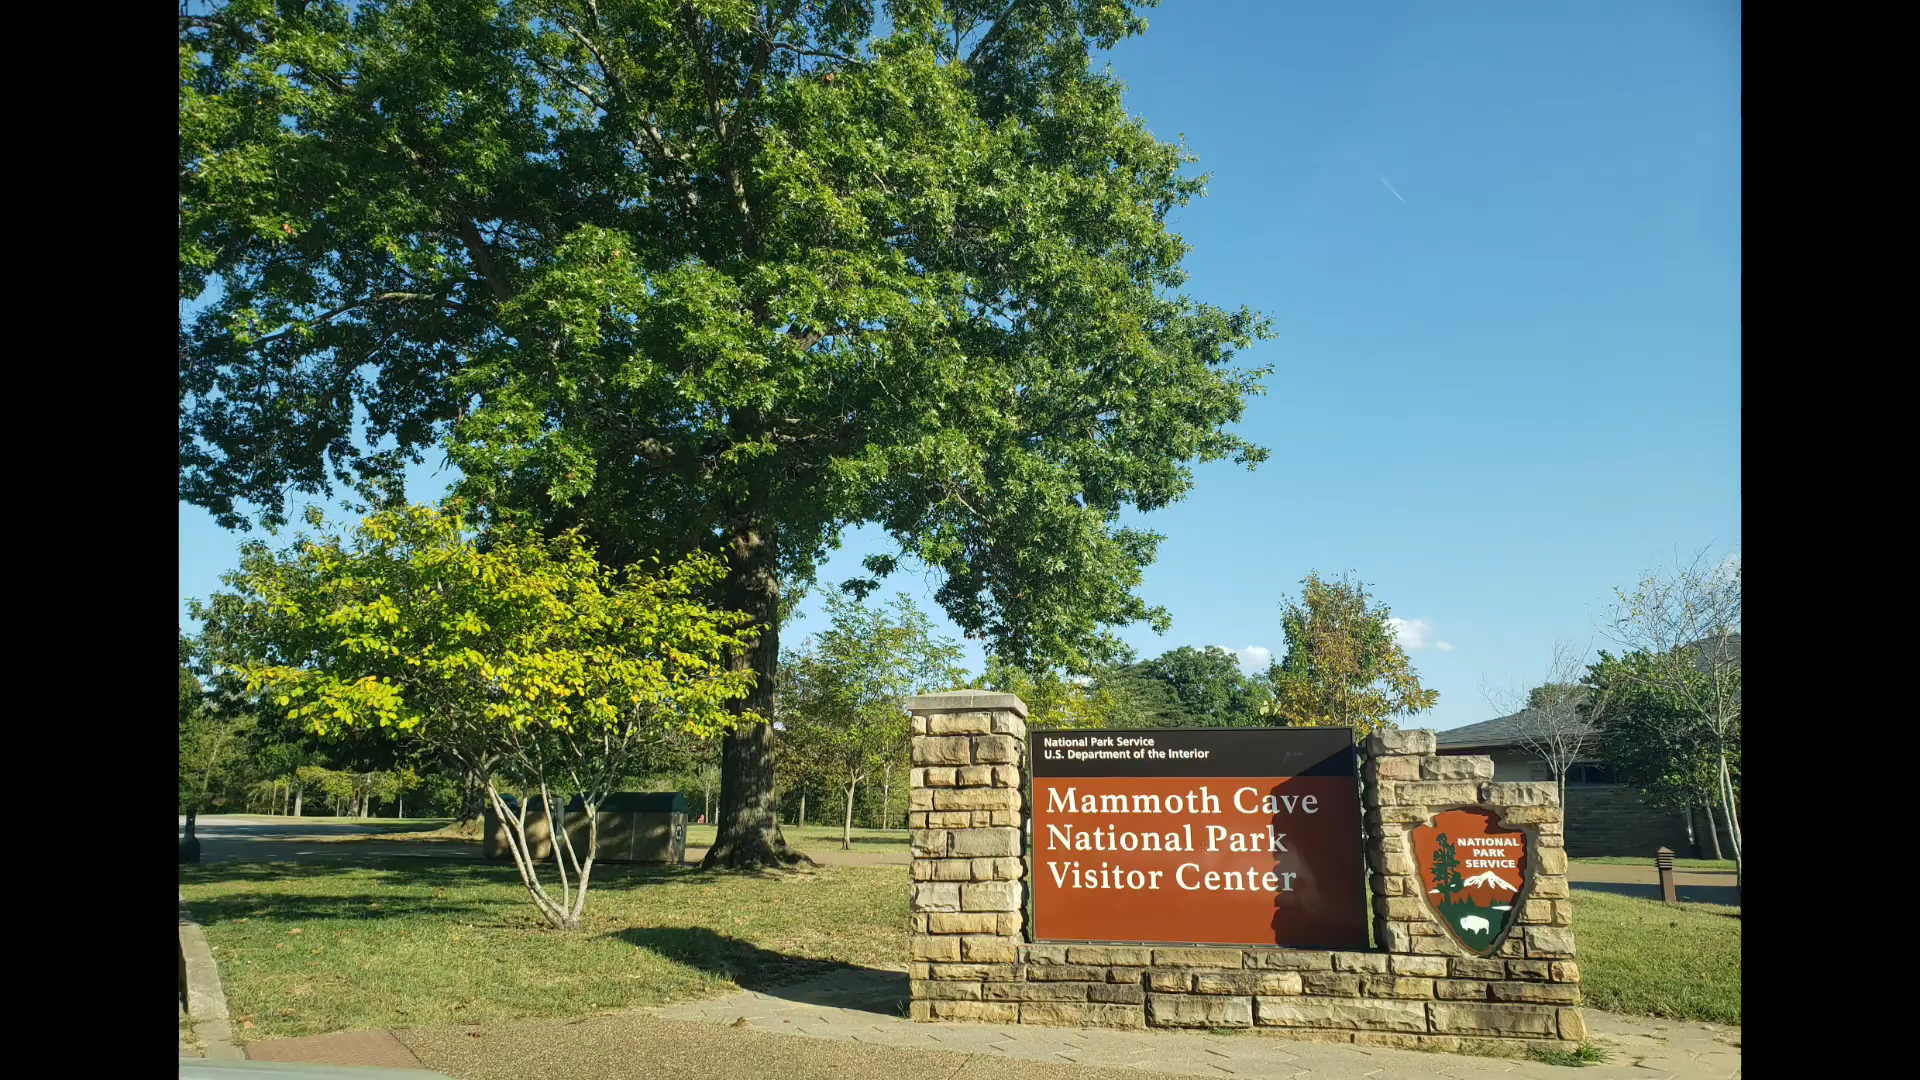 National Park Service
U.S. Department of the Interior
Mammoth Cave
National Park
Visitor Center
NATIONAL
PARK
SERVICE